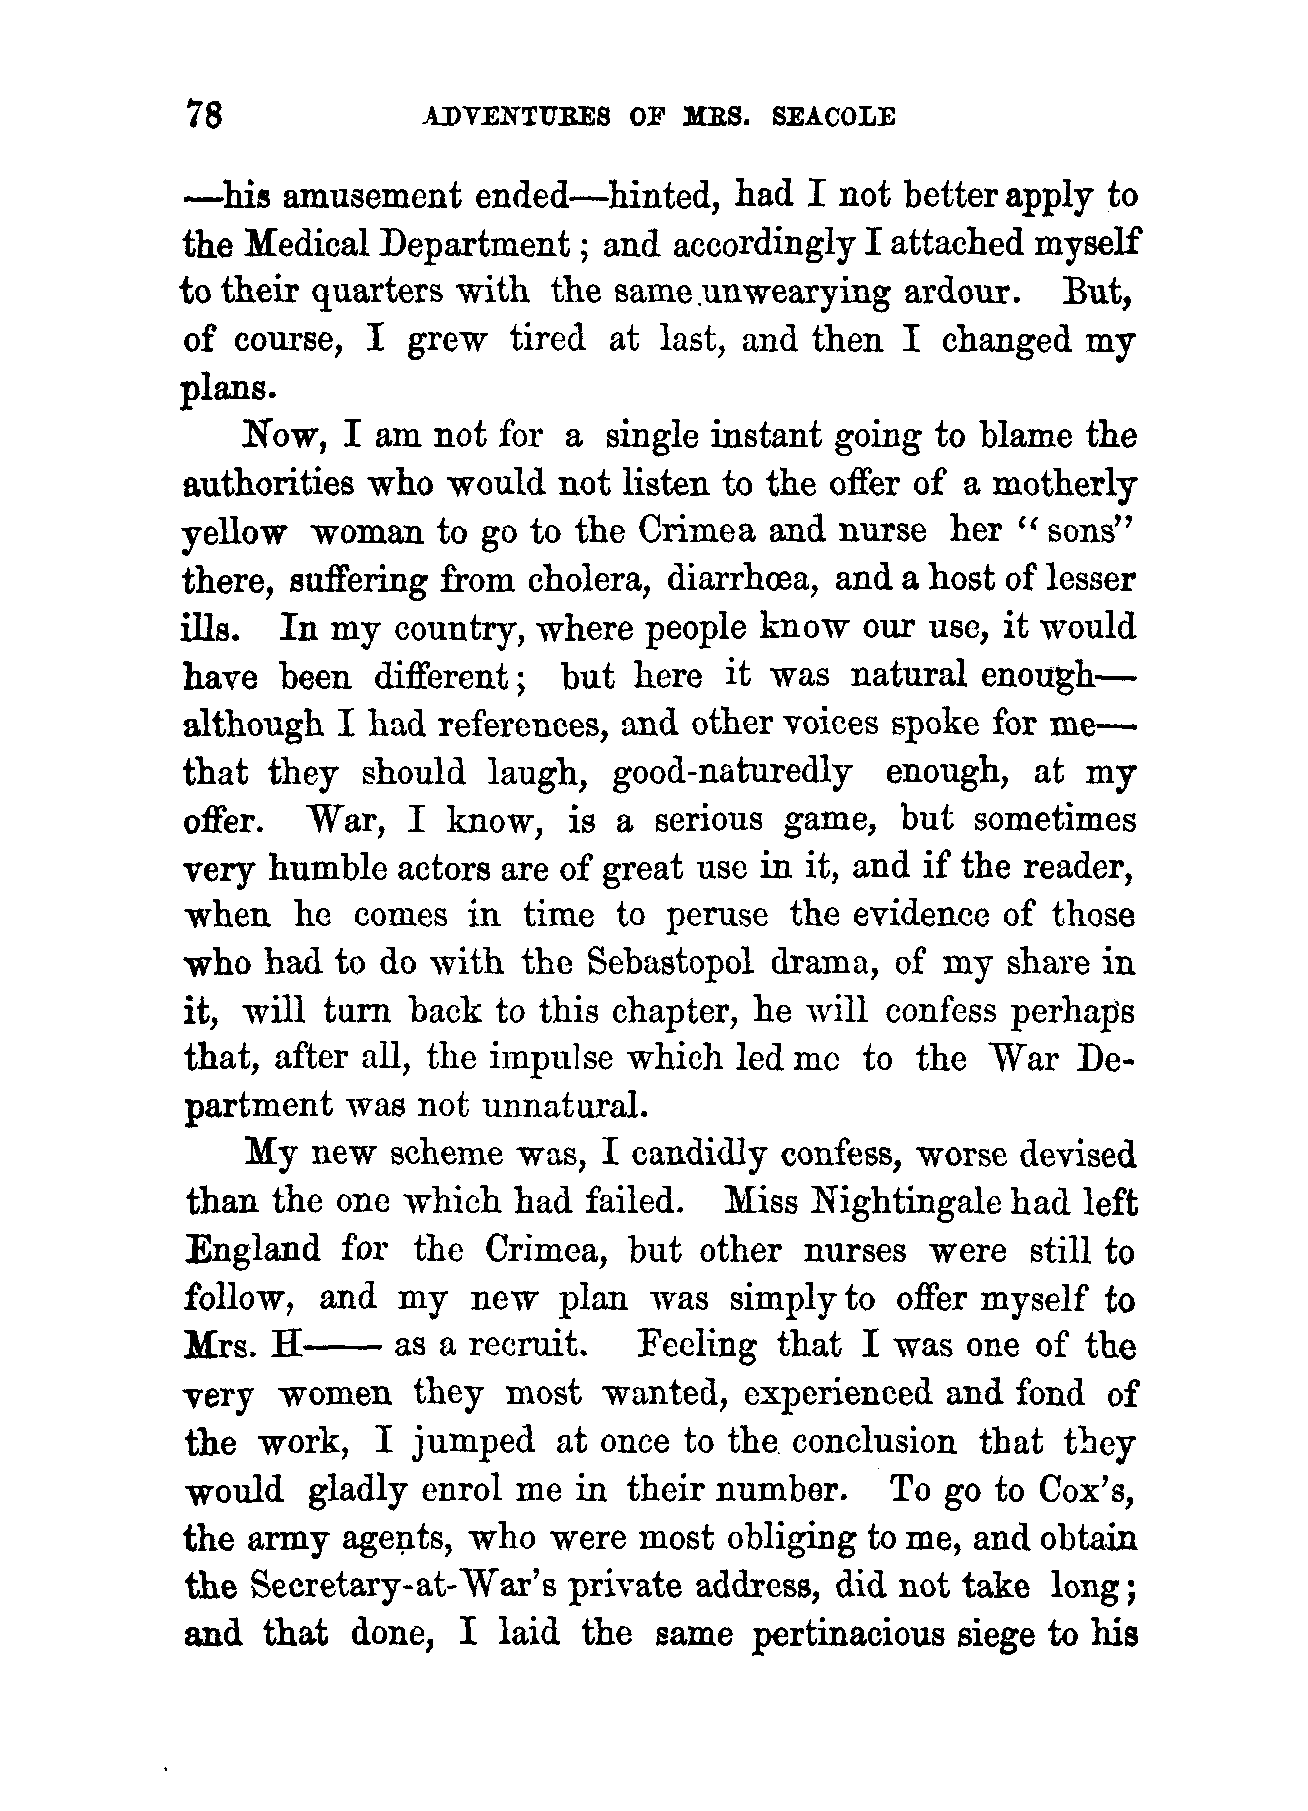 78 ADVENTURES OF MRS. SEACOLE
—his amusement ended—hinted, had I not better apply to
the Medical Department ; and accordingly I attached myself
to their quarters with the same unwearying ardour. But,
of course, I grew tired at last, and then I changed my
plans.
Now, I am not for a single instant going to blame the
authorities who would not listen to the offer of a motherly
yellow woman to go to the Crimea and nurse her “ sons”
there, suffering from cholera, diarrhœa, and a host of lesser
ills. In my country, where people know our use, it would
have been different ; but here it was natural enough—
although I had references, and other voices spoke for me—
that they should laugh, good-naturedly enough, at my
offer. War, I know, is a serious game, but sometimes
very humble actors are of great use in it, and if the reader,
when he comes in time to peruse the evidence of those
who had to do with the Sebastopol drama, of my share in
it, will turn back to this chapter, he will confess perhaps
that, after all, the impulse which led me to the War De-
partment was not unnatural.
My new scheme was, I candidly confess, worse devised
than the one which had failed. Miss Nightingale had left
England for the Crimea, but other nurses were still to
follow, and my new plan was simply to offer myself to
Mrs. H—— as a recruit. Feeling that I was one of the
very women they most wanted, experienced and fond of
the work, I jumped at once to the conclusion that they
would gladly enrol me in their number. To go to Cox’s,
the army agents, who were most obliging to me, and obtain
the Secretary-at-War’s private address, did not take long ;
and that done, I laid the same pertinacious siege to his